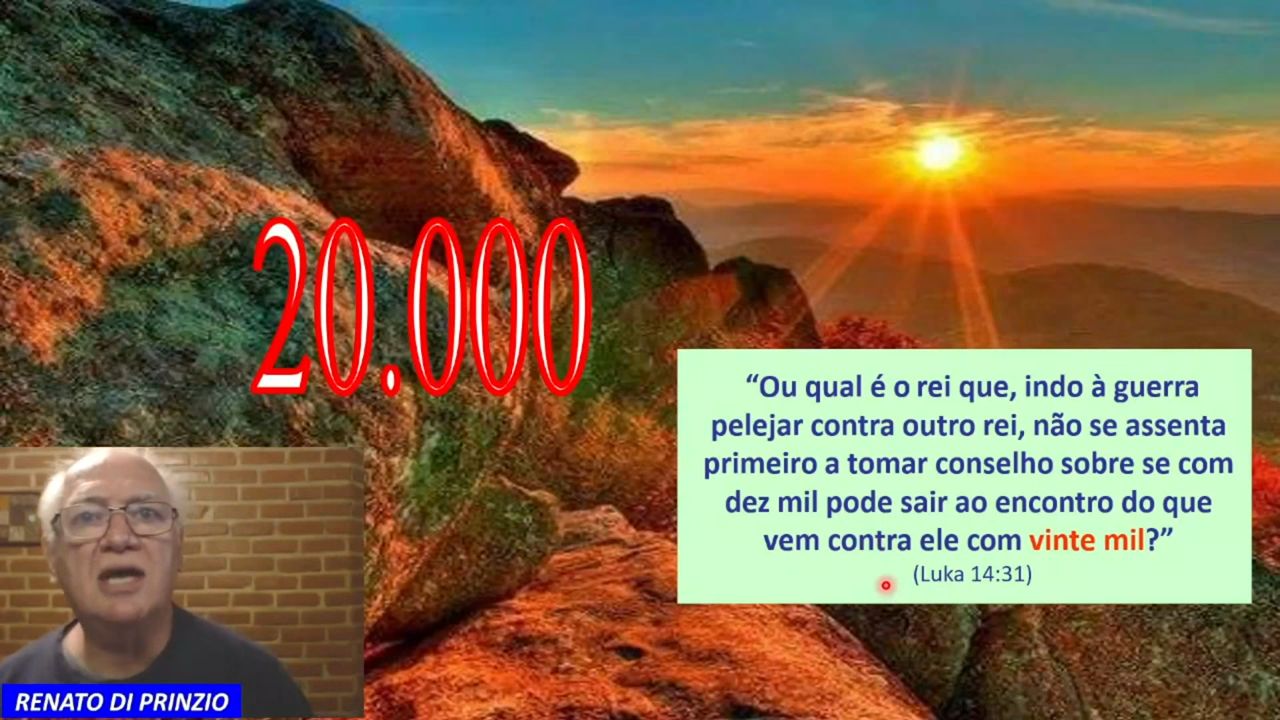 20.000
“Ou qual é o rei que, indo à guerra
pelejar contra outro rei, não se assenta
primeiro a tomar conselho sobre se com
dez mil pode sair ao encontro do que
vem contra ele com vinte mil?”
(Luka 14:31)
RENATO DI PRINZIO